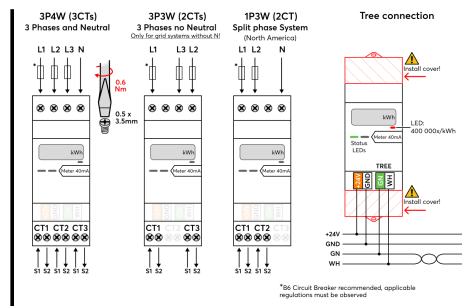 3P4W (3CTs)
3 Phases and Neutral
L1 L2 L3 N
*
0.6
Nm
0.5 x
3.5mm
kWh
Meter 40mA
CT1 CT2 CT3
S1 S2 S1 S2 S1 S2
3P3W (2CTs)
3 Phases no Neutral
Only for grid systems without N!
L1 L3 L2
*
kWh
Meter 40mA
CT1 CT2 CT3
S1 S2 S1 S2
1P3W (2CT)
Split phase System
(North America)
L1 L2 N
*
kWh
Meter 40mA
CT1 CT2 CT3
S1 S2 S1 S2
Tree connection
Install cover!
kWh
LED:
400 000x/kWh
Status
LEDs
Meter 40mA
TREE
+24V
GND
GN
WH
Install cover!
+24V
GND
GN
WH
*B6 Circuit Breaker recommended, applicable
regulations must be observed